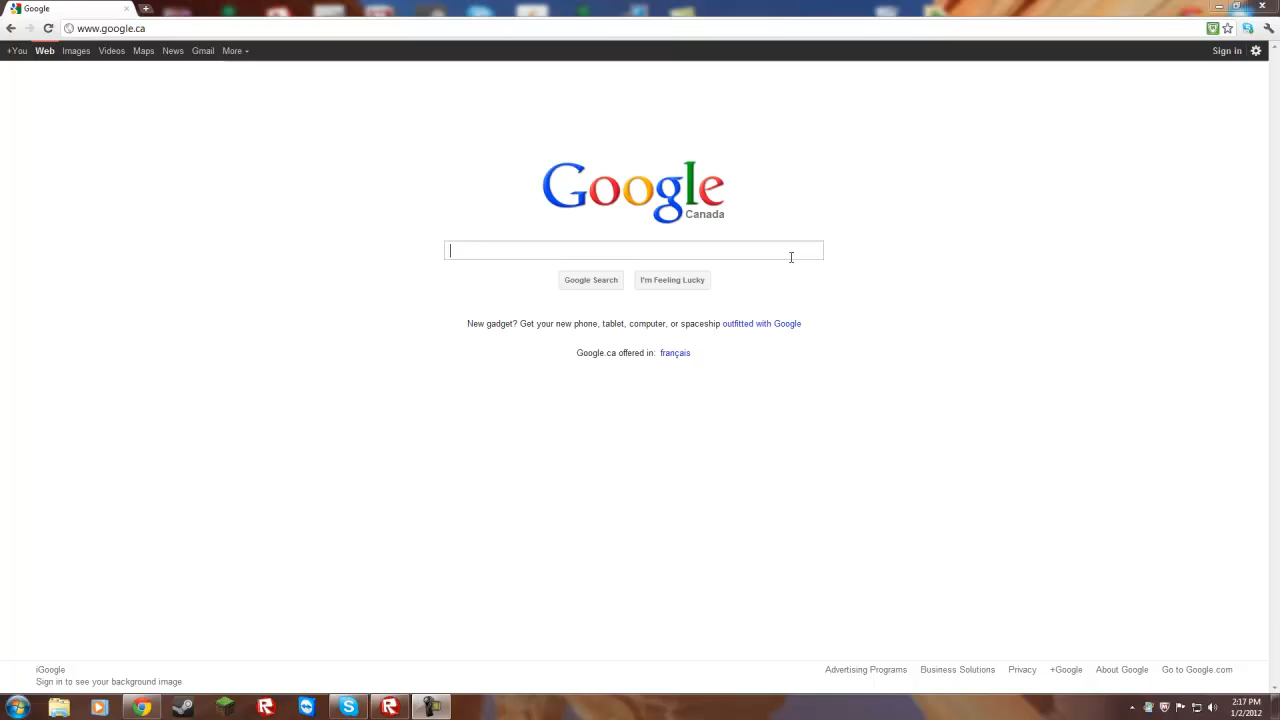 Google
www.google.ca
+You Web Images Videos Maps News Gmail More
Sign in
Google
Canada
Google Search I'm Feeling Lucky
New gadget? Get your new phone, tablet, computer, or spaceship outfitted with Google
Google.ca offered in: français
iGoogle
Sign in to see your background image
Advertising Programs Business Solutions Privacy +Google About Google Go to Google.com
2:17 PM
1/2/2012